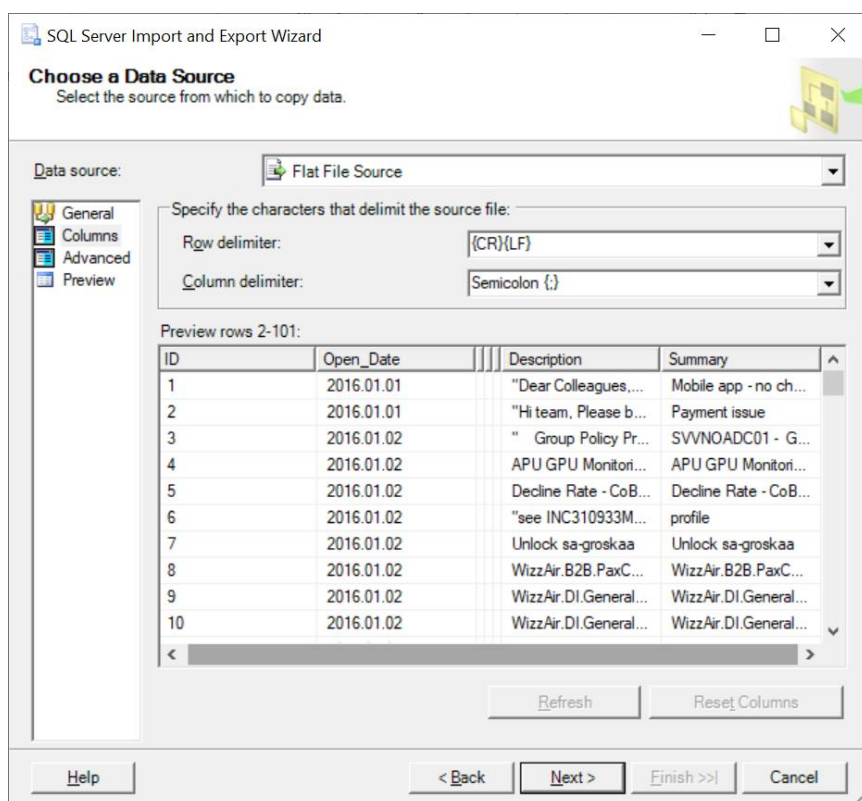 SQL Server Import and Export Wizard
Choose a Data Source
Select the source from which to copy data.
Data source:
Flat File Source
General
Columns
Advanced
Preview
Specify the characters that delimit the source file:
Row delimiter:
{CR}{LF}
Column delimiter:
Semicolon {;}
Preview rows 2-101:
ID Open_Date Description Summary
1 2016.01.01 "Dear Colleagues,... Mobile app - no ch...
2 2016.01.01 "Hi team, Please b... Payment issue
3 2016.01.02 " Group Policy Pr... SVVNOADC01 - G...
4 2016.01.02 APU GPU Monitori... APU GPU Monitori...
5 2016.01.02 Decline Rate - CoB... Decline Rate - CoB...
6 2016.01.02 "see INC310933M... profile
7 2016.01.02 Unlock sa-groskaa Unlock sa-groskaa
8 2016.01.02 WizzAir.B2B.PaxC... WizzAir.B2B.PaxC...
9 2016.01.02 WizzAir.DI.General... WizzAir.DI.General...
10 2016.01.02 WizzAir.DI.General... WizzAir.DI.General...
Refresh
Reset Columns
Help
< Back
Next >
Finish >>|
Cancel